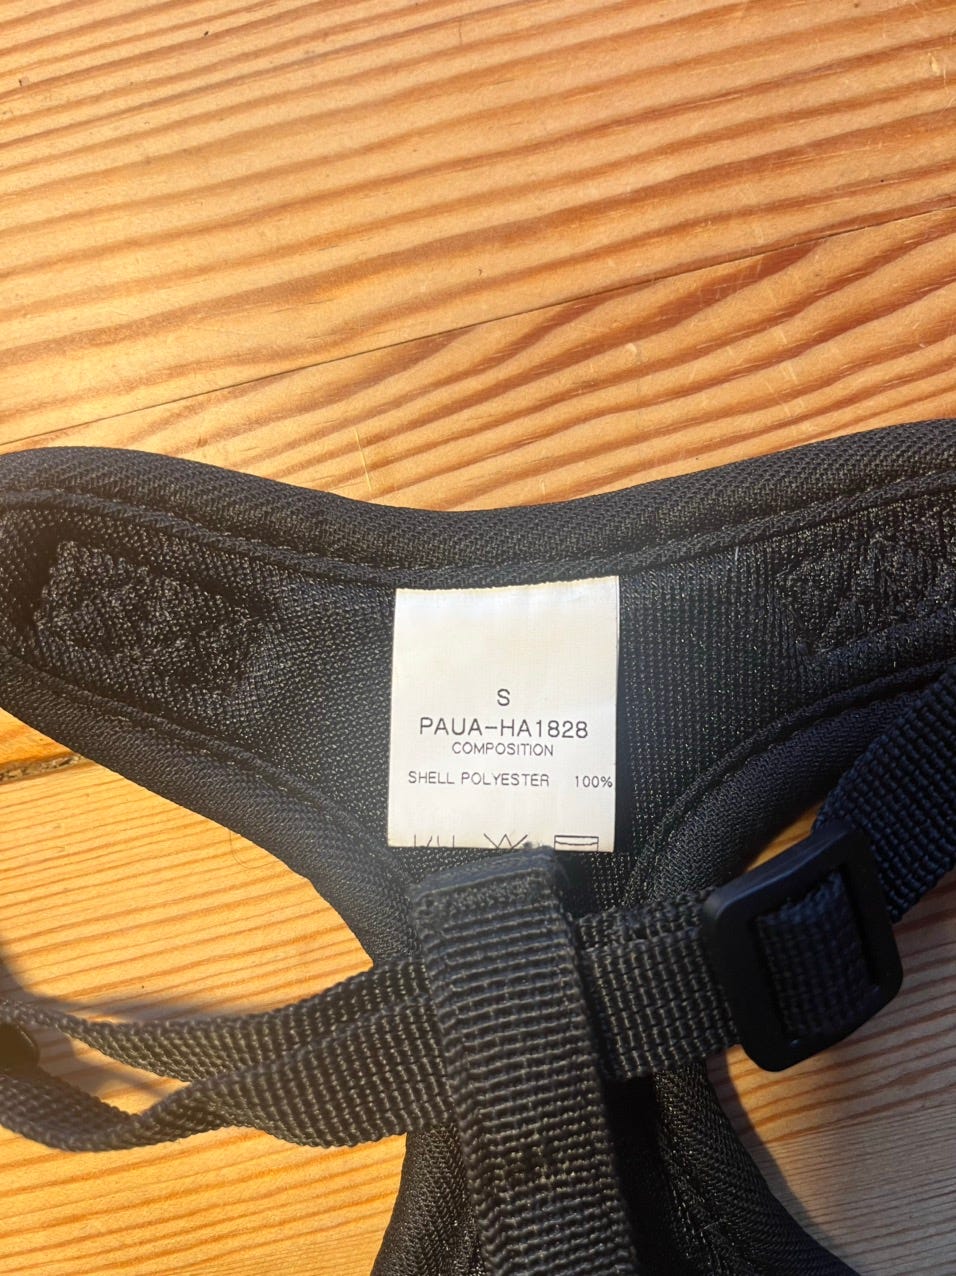 S
PAUA-HA1828
COMPOSITION
SHELL POLYESTER 100%